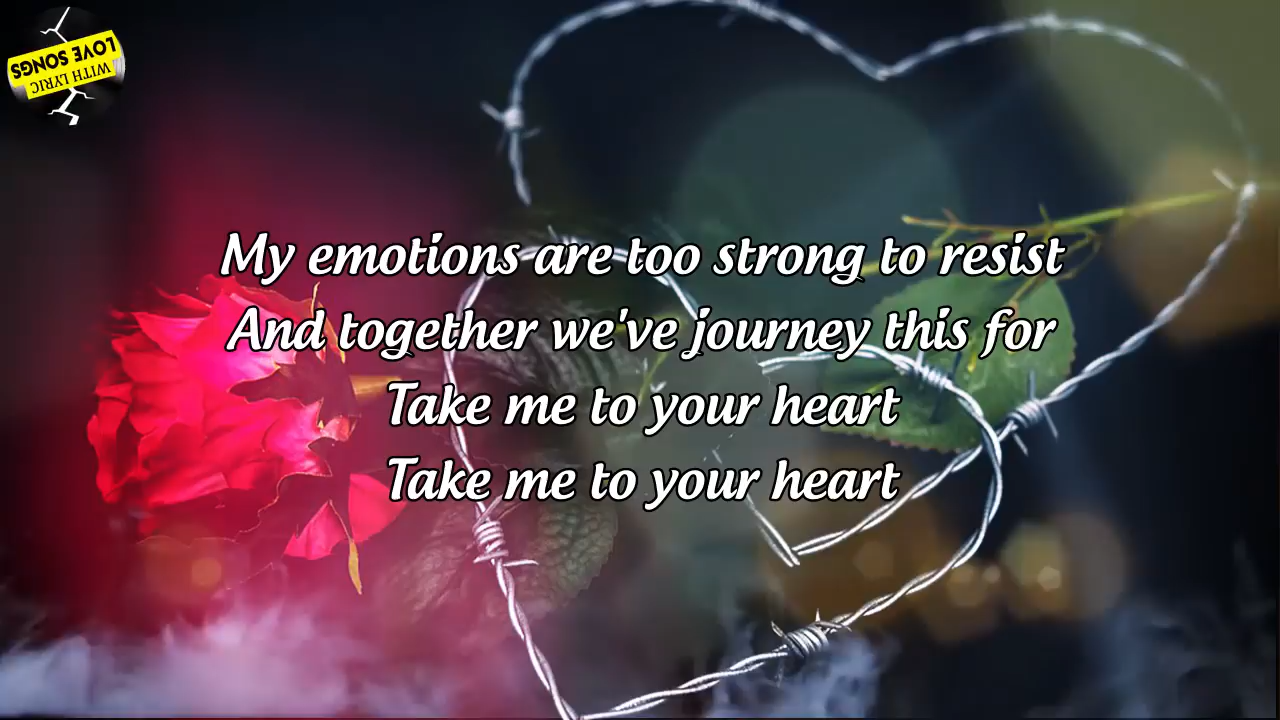 LOVE SONGS
WITH LYRIC
My emotions are too strong to resist
And together we've journey this for
Take me to your heart
Take me to your heart